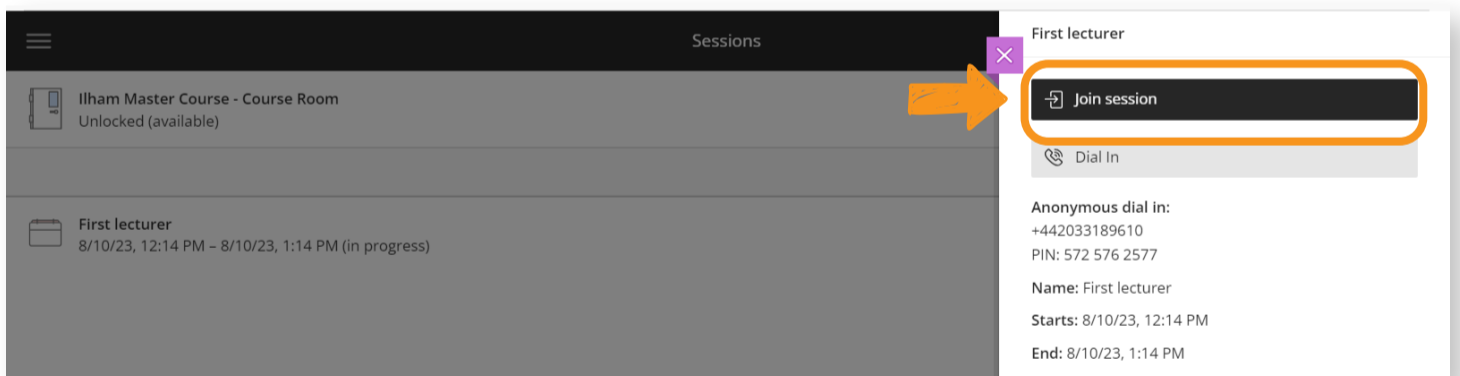 Sessions
Ilham Master Course - Course Room
Unlocked (available)
First lecturer
8/10/23, 12:14 PM – 8/10/23, 1:14 PM (in progress)
First lecturer
Join session
Dial In
Anonymous dial in:
+442033189610
PIN: 572 576 2577
Name: First lecturer
Starts: 8/10/23, 12:14 PM
End: 8/10/23, 1:14 PM